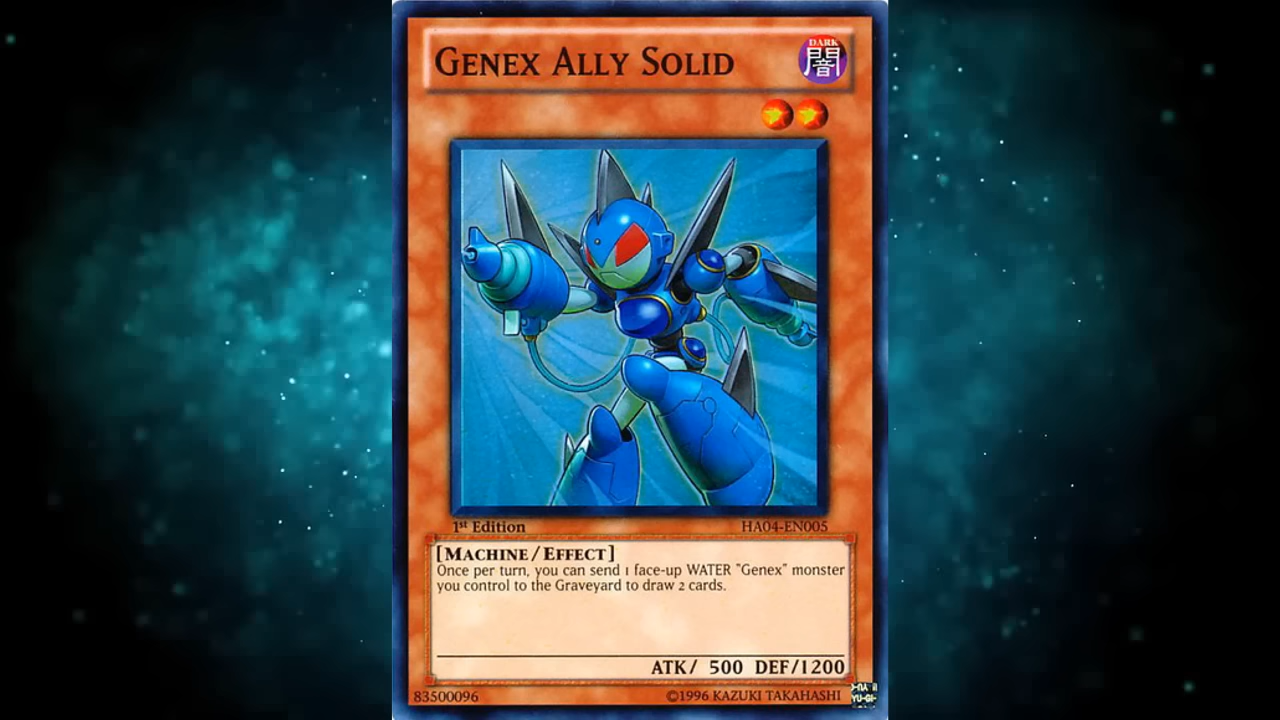 GENEX ALLY SOLID
DARK
闇
1st Edition
HA04-EN005
[MACHINE/EFFECT]
Once per turn, you can send 1 face-up WATER "Genex" monster
you control to the Graveyard to draw 2 cards.
ATK/ 500 DEF/1200
83500096
©1996 KAZUKI TAKAHASHI